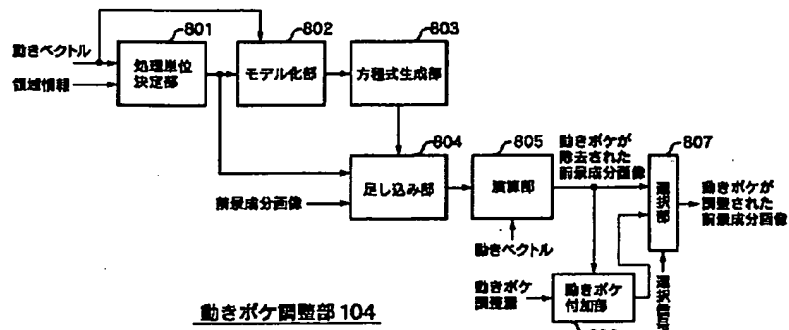 801
802
803
動きベクトル
処理単位
決定部
モデル化部
方程式生成部
領域情報
804
805
動きボケが
除去された
前景成分画像
807
足し込み部
演算部
選択部
動きボケが
調整された
前景成分画像
前景成分画像
動きベクトル
動きボケ
調整量
動きボケ
付加部
動きボケ調整部104